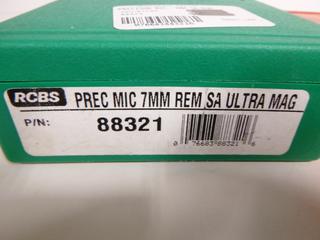 RCBS PREC MIC 7MM REM SA ULTRA MAG
P/N: 88321
0 76683 88321 6